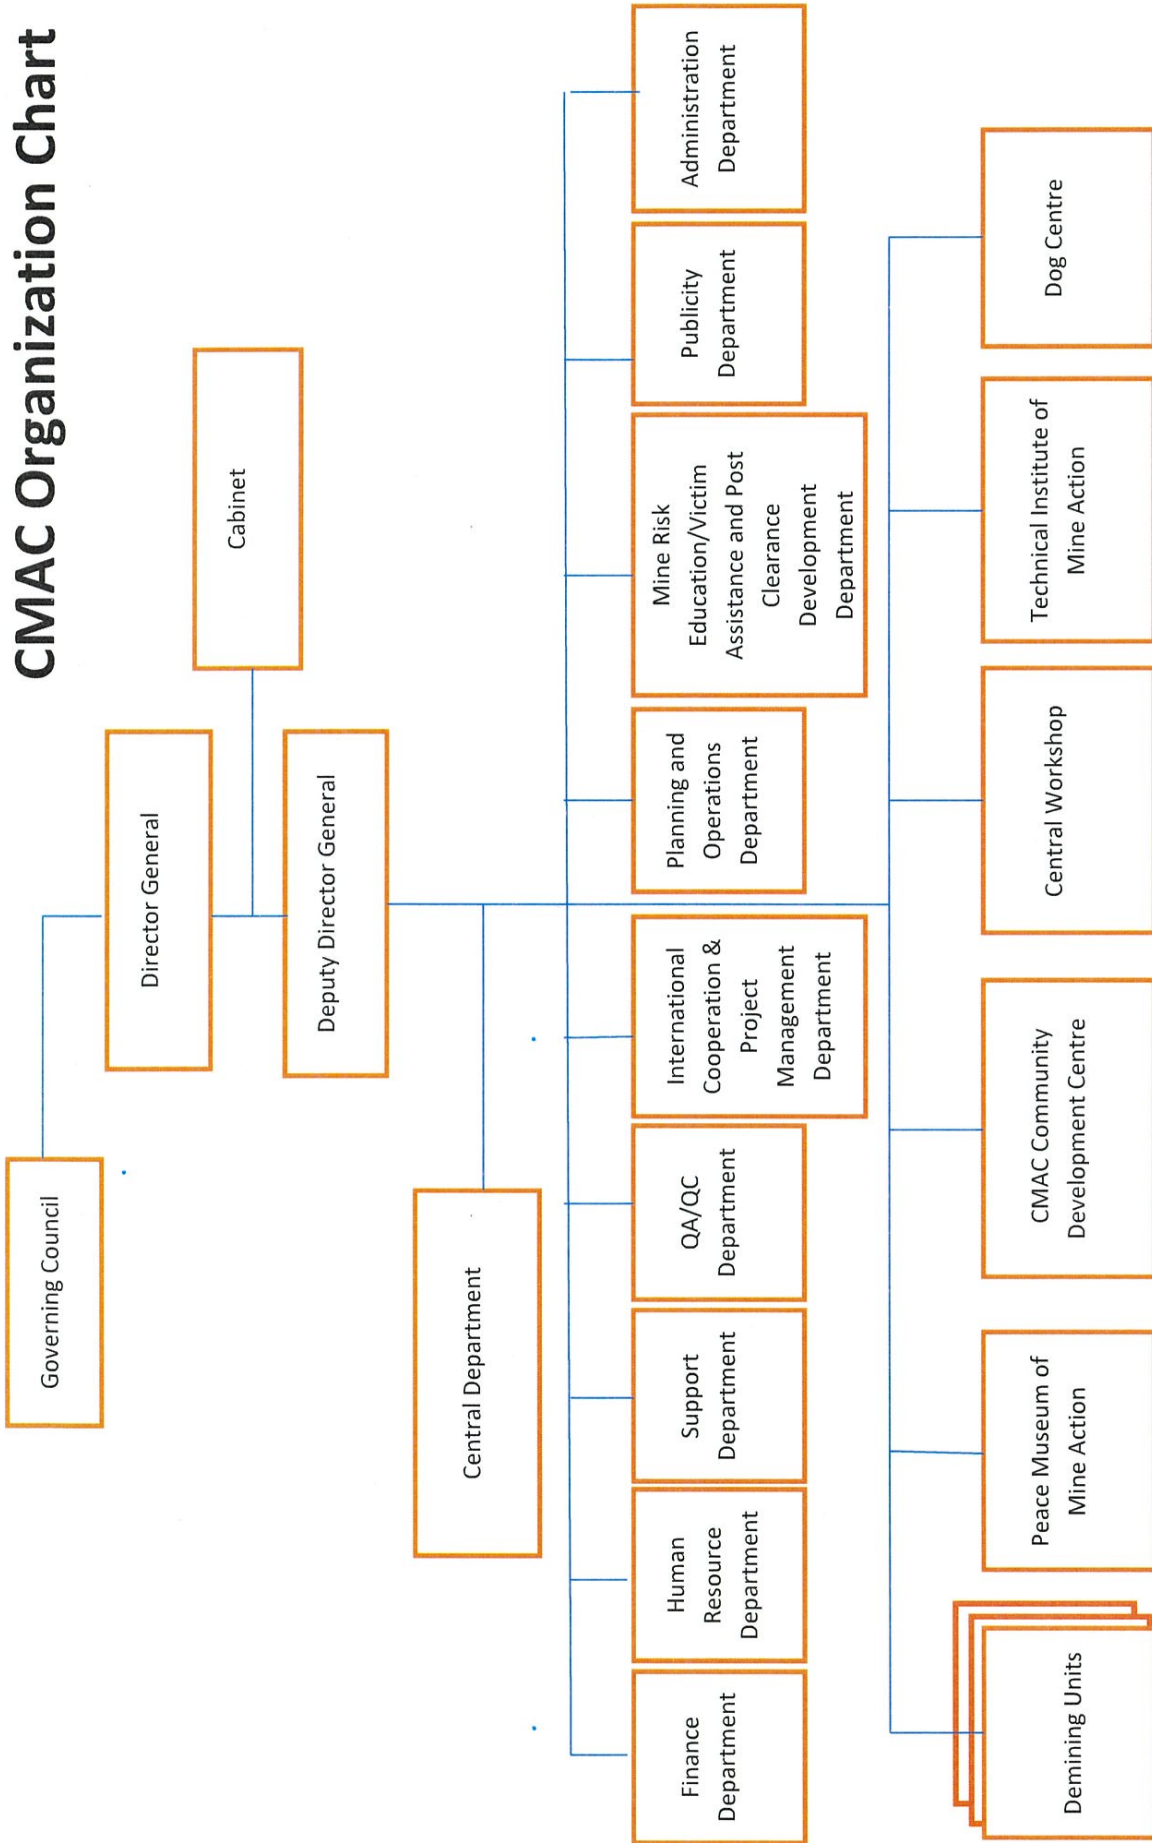 CMAC Organization Chart
Governing Council
Director General
Cabinet
Deputy Director General
Central Department
Finance
Department
Human
Resource
Department
Support
Department
QA/QC
Department
International
Cooperation &
Project
Management
Department
Planning and
Operations
Department
Mine Risk
Education/Victim
Assistance and Post
Clearance
Development
Department
Publicity
Department
Administration
Department
Demining Units
Peace Museum of
Mine Action
CMAC Community
Development Centre
Central Workshop
Technical Institute of
Mine Action
Dog Centre